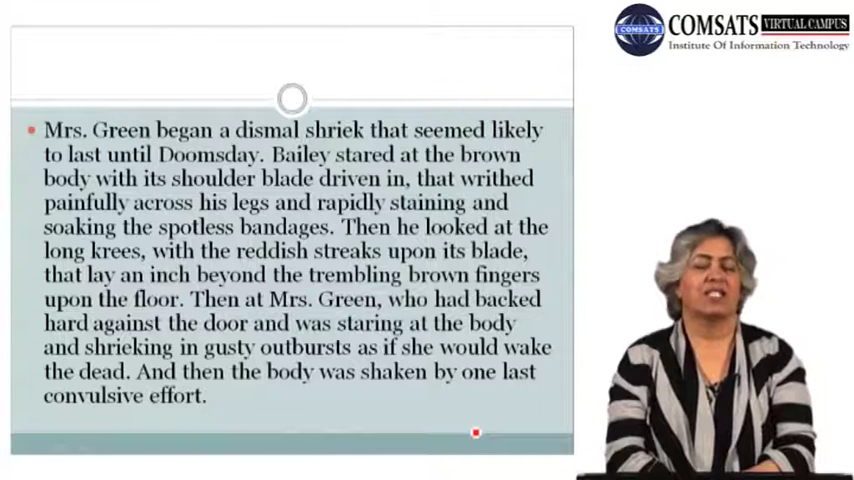 COMSATS VIRTUAL CAMPUS
COMSATS
Institute Of Information Technology
Mrs. Green began a dismal shriek that seemed likely
to last until Doomsday. Bailey stared at the brown
body with its shoulder blade driven in, that writhed
painfully across his legs and rapidly staining and
soaking the spotless bandages. Then he looked at the
long krees, with the reddish streaks upon its blade,
that lay an inch beyond the trembling brown fingers
upon the floor. Then at Mrs. Green, who had backed
hard against the door and was staring at the body
and shrieking in gusty outbursts as if she would wake
the dead. And then the body was shaken by one last
convulsive effort.